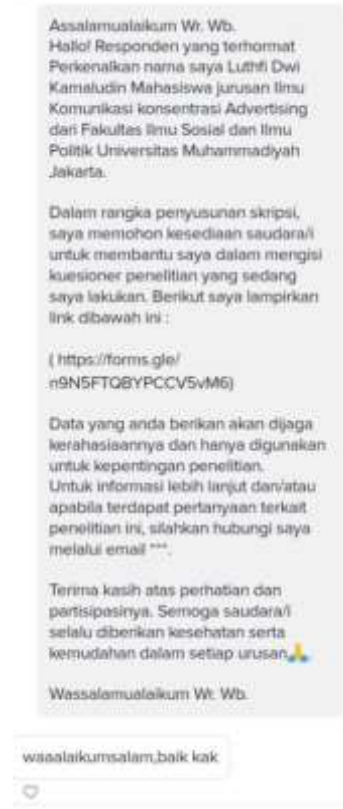 Assalamualaikum Wr. Wb.
Hallo! Responden yang terhormat
Perkenalkan nama saya Luthfi Dwi
Kamaludin Mahasiswa jurusan Ilmu
Komunikasi konsentrasi Advertising
dari Fakultas Ilmu Sosial dan Ilmu
Politik Universitas Muhammadiyah
Jakarta.
Dalam rangka penyusunan skripsi,
saya memohon kesediaan saudara/i
untuk membantu saya dalam mengisi
kuesioner penelitian yang sedang
saya lakukan. Berikut saya lampirkan
link dibawah ini :
( https://forms.gle/
n9N5FTQBYPCCV5vM6)
Data yang anda berikan akan dijaga
kerahasiaannya dan hanya digunakan
untuk kepentingan penelitian.
Untuk informasi lebih lanjut dan/atau
apabila terdapat pertanyaan terkait
penelitian ini, silahkan hubungi saya
melalui email ***.
Terima kasih atas perhatian dan
partisipasinya. Semoga saudara/i
selalu diberikan kesehatan serta
kemudahan dalam setiap urusan🙏
Wassalamualaikum Wr. Wb.
waaalaikumsalam,baik kak